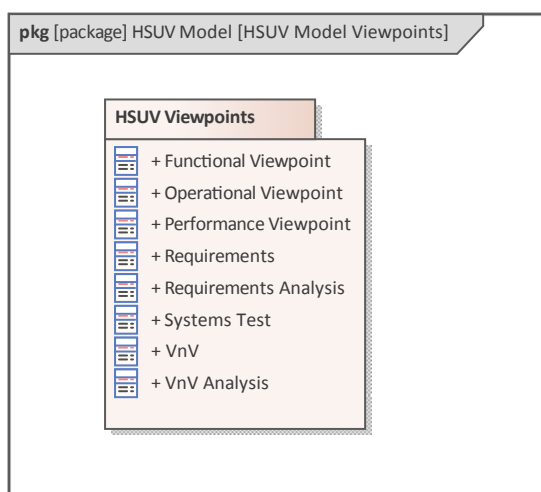 pkg [package] HSUV Model [HSUV Model Viewpoints]
HSUV Viewpoints
+ Functional Viewpoint
+ Operational Viewpoint
+ Performance Viewpoint
+ Requirements
+ Requirements Analysis
+ Systems Test
+ VnV
+ VnV Analysis